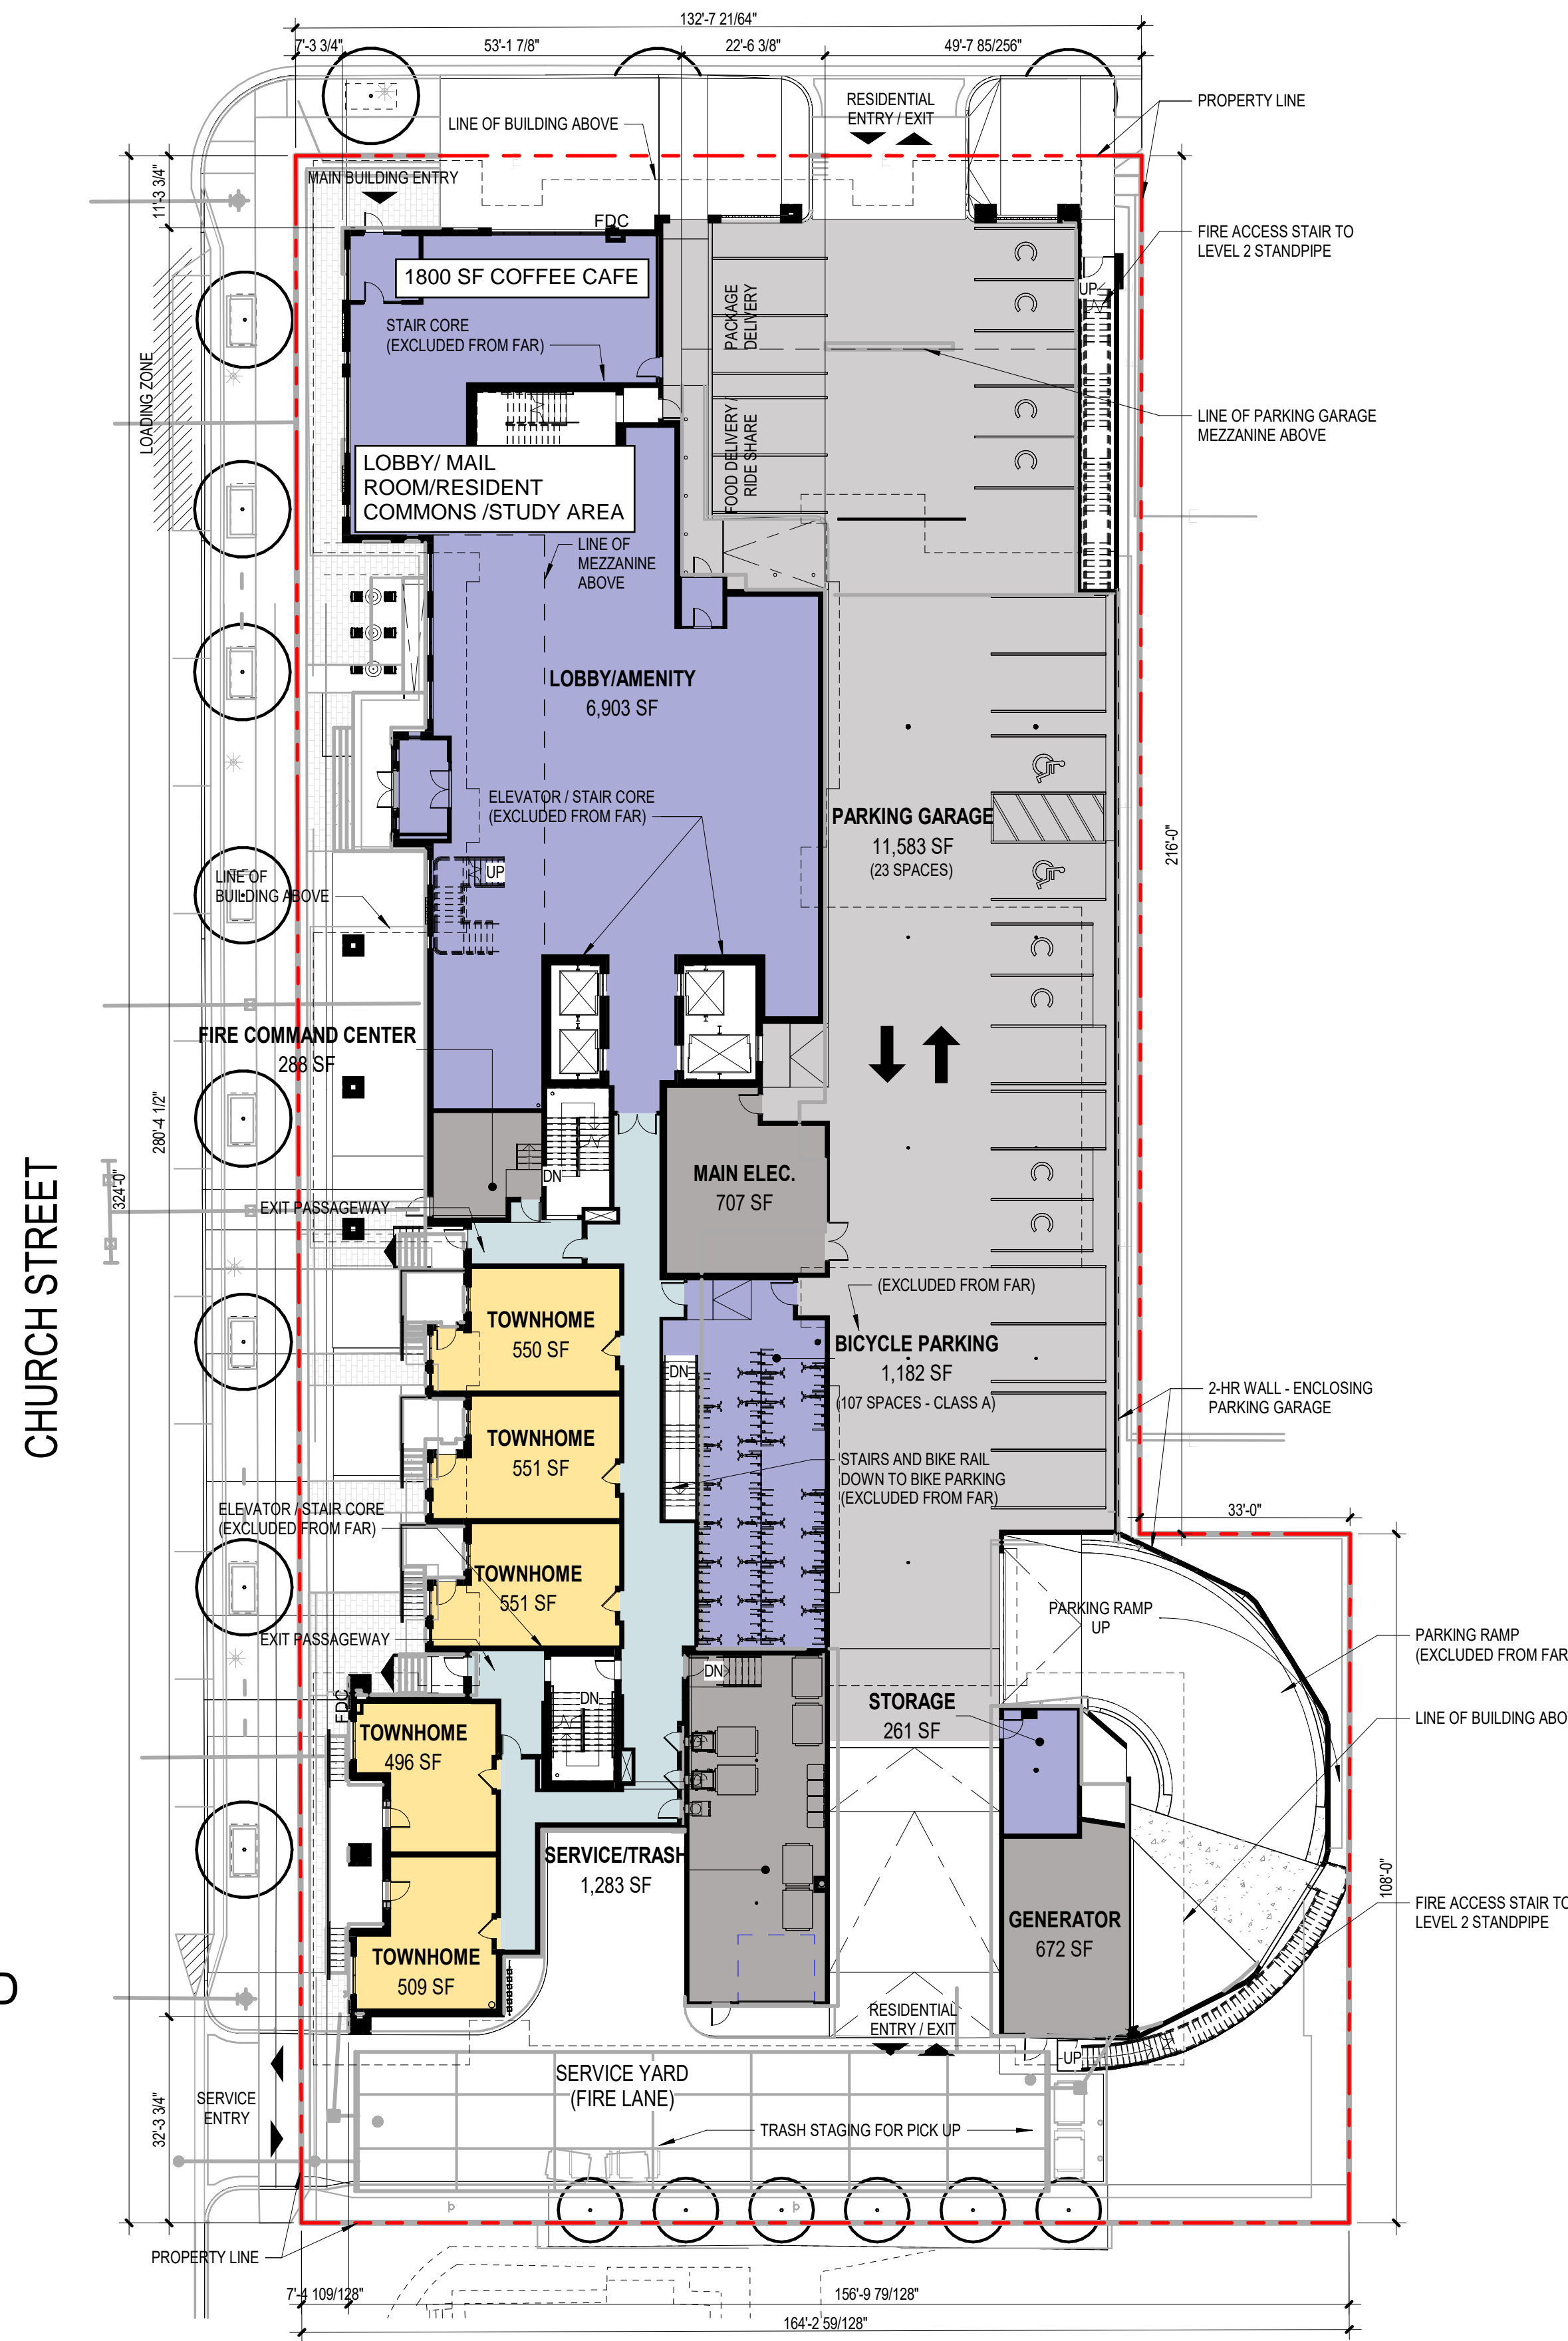 132'-7 21/64"
7'-3 3/4"
53'-1 7/8"
22'-6 3/8"
49'-7 85/256"
RESIDENTIAL
ENTRY / EXIT
PROPERTY LINE
LINE OF BUILDING ABOVE
MAIN BUILDING ENTRY
11'-3 3/4"
FDC
FIRE ACCESS STAIR TO
LEVEL 2 STANDPIPE
1800 SF COFFEE CAFE
UP
PACKAGE
DELIVERY
STAIR CORE
(EXCLUDED FROM FAR)
LOADING ZONE
LINE OF PARKING GARAGE
MEZZANINE ABOVE
FOOD DELIVERY /
RIDE SHARE
LOBBY/ MAIL
ROOM/RESIDENT
COMMONS /STUDY AREA
LINE OF
MEZZANINE
ABOVE
LOBBY/AMENITY
6,903 SF
ELEVATOR / STAIR CORE
(EXCLUDED FROM FAR)
PARKING GARAGE
11,583 SF
(23 SPACES)
216'-0"
UP
LINE OF
BUILDING ABOVE
FIRE COMMAND CENTER
288 SF
280'-4 1/2"
324'-0"
CHURCH STREET
DN
MAIN ELEC.
707 SF
EXIT PASSAGEWAY
(EXCLUDED FROM FAR)
TOWNHOME
550 SF
BICYCLE PARKING
1,182 SF
(107 SPACES - CLASS A)
DN
2-HR WALL - ENCLOSING
PARKING GARAGE
TOWNHOME
551 SF
STAIRS AND BIKE RAIL
DOWN TO BIKE PARKING
(EXCLUDED FROM FAR)
ELEVATOR / STAIR CORE
(EXCLUDED FROM FAR)
33'-0"
TOWNHOME
551 SF
PARKING RAMP
UP
EXIT PASSAGEWAY
PARKING RAMP
(EXCLUDED FROM FAR
DN
DN
FDC
STORAGE
261 SF
LINE OF BUILDING ABO
TOWNHOME
496 SF
SERVICE/TRASH
1,283 SF
108'-0"
FIRE ACCESS STAIR TO
LEVEL 2 STANDPIPE
GENERATOR
672 SF
TOWNHOME
509 SF
D
RESIDENTIAL
ENTRY / EXIT
UP
SERVICE YARD
(FIRE LANE)
SERVICE
ENTRY
32'-3 3/4"
TRASH STAGING FOR PICK UP
PROPERTY LINE
7'-4 109/128"
156'-9 79/128"
164'-2 59/128"